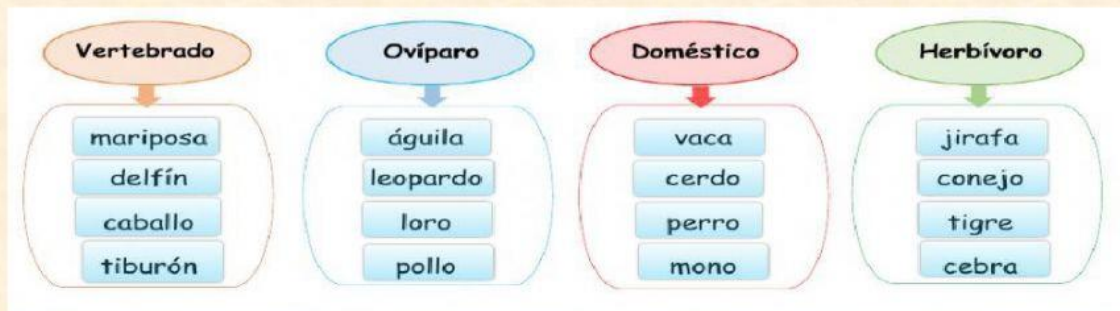 Vertebrado
mariposa
delfín
caballo
tiburón
Ovíparo
águila
leopardo
loro
pollo
Doméstico
vaca
cerdo
perro
mono
Herbívoro
jirafa
conejo
tigre
cebra